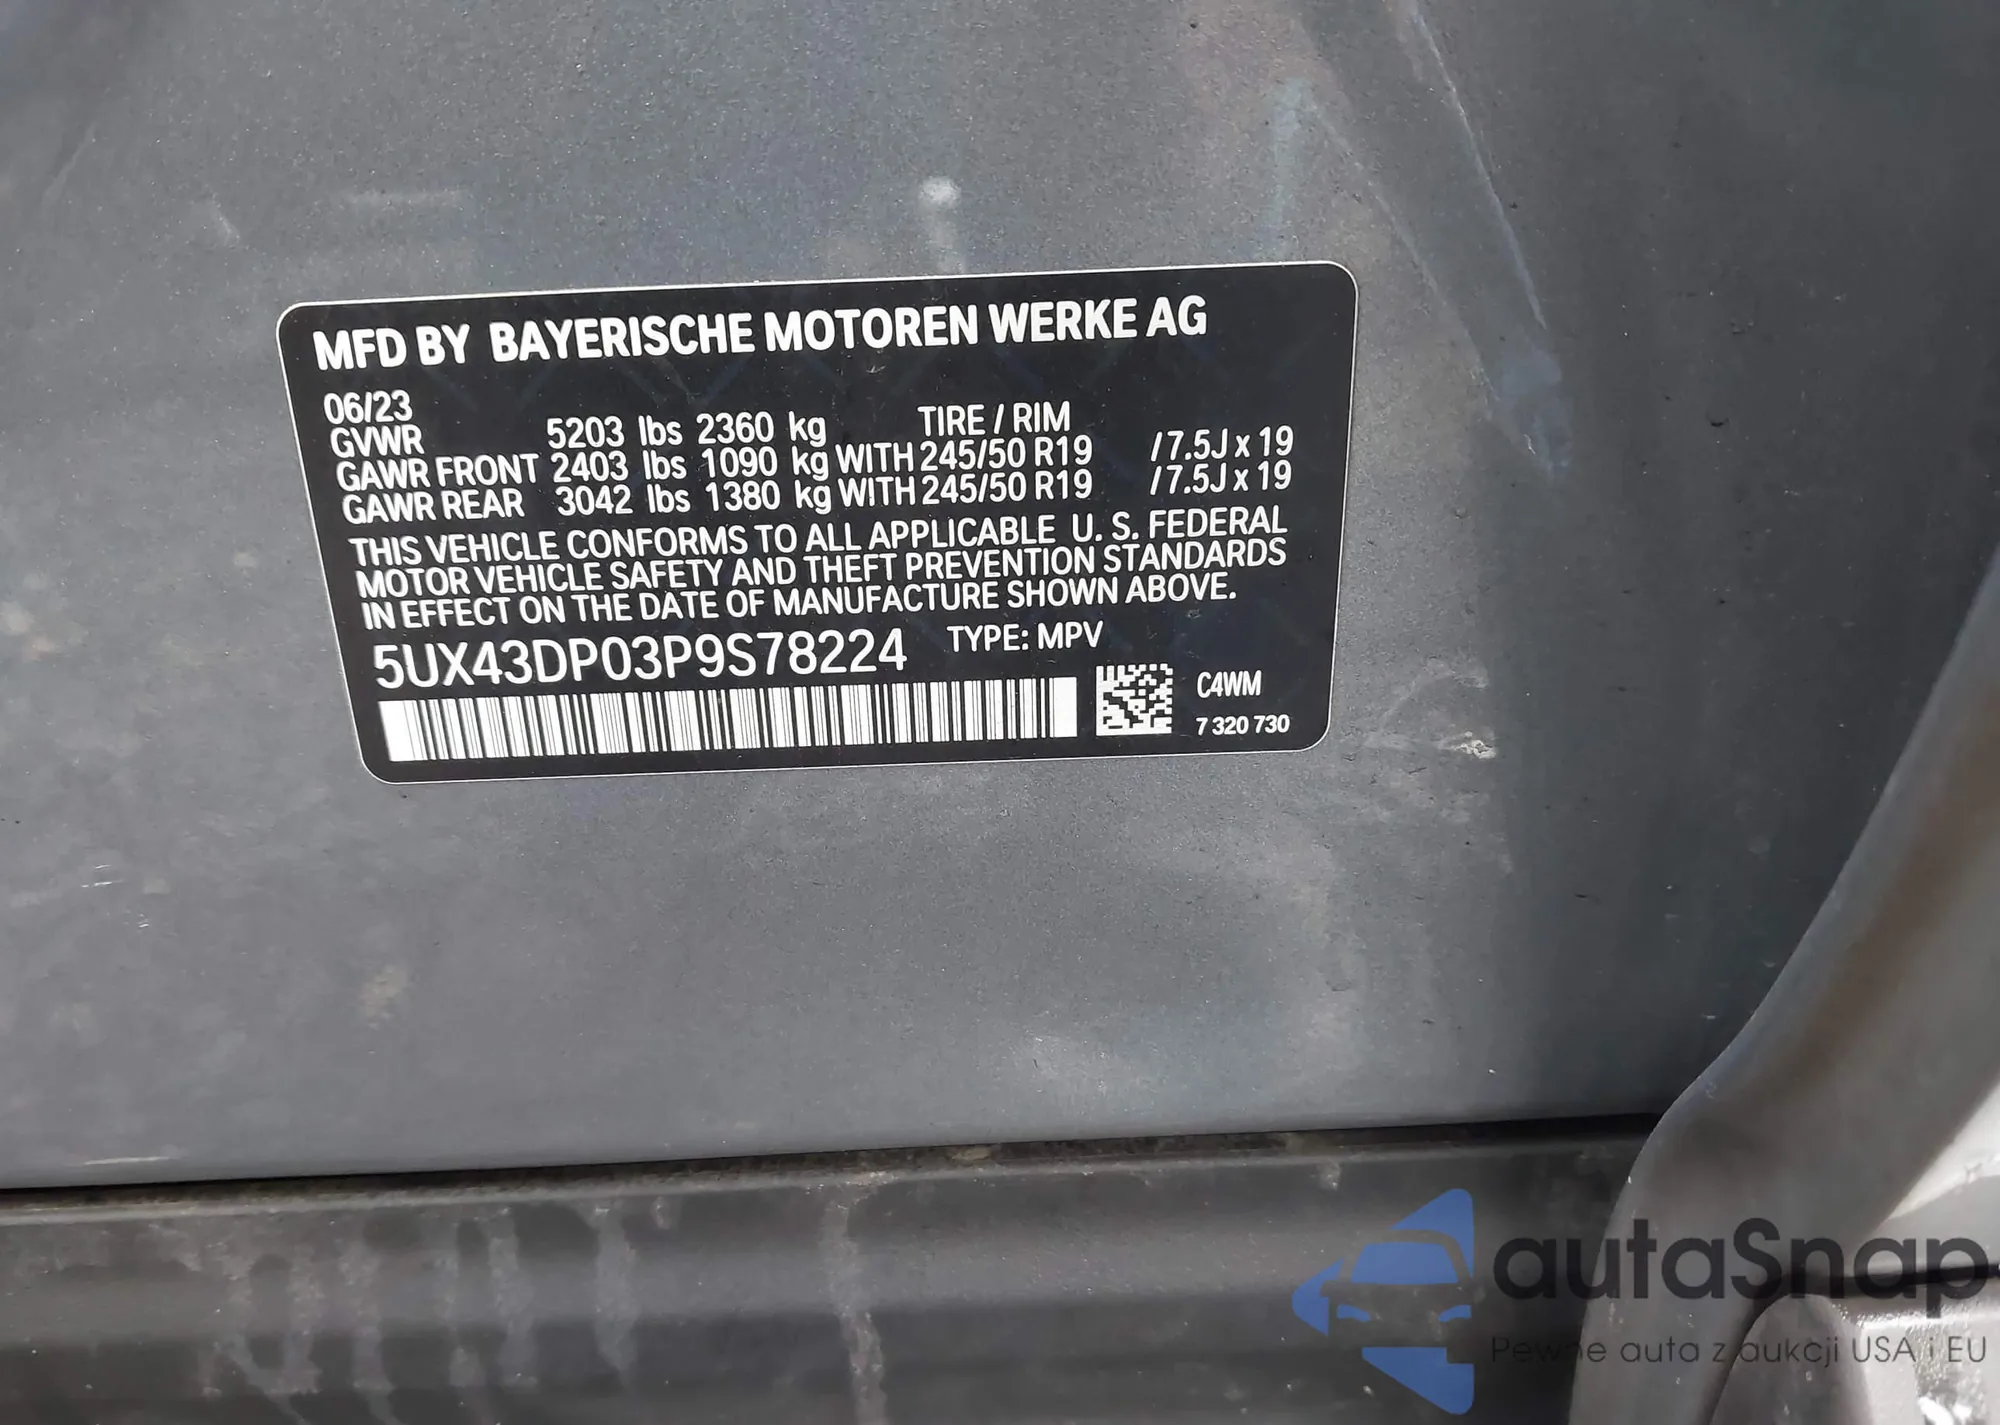 MFD BY BAYERISCHE MOTOREN WERKE AG
06/23
GVWR 5203 lbs 2360 kg TIRE / RIM
GAWR FRONT 2403 lbs 1090 kg WITH 245/50 R19 /7.5J x 19
GAWR REAR 3042 lbs 1380 kg WITH 245/50 R19 /7.5J x 19
THIS VEHICLE CONFORMS TO ALL APPLICABLE U. S. FEDERAL
MOTOR VEHICLE SAFETY AND THEFT PREVENTION STANDARDS
IN EFFECT ON THE DATE OF MANUFACTURE SHOWN ABOVE.
5UX43DP03P9S78224 TYPE: MPV
C4WM
7 320 730
autaSnap
Pewne auta z aukcji USA i EU